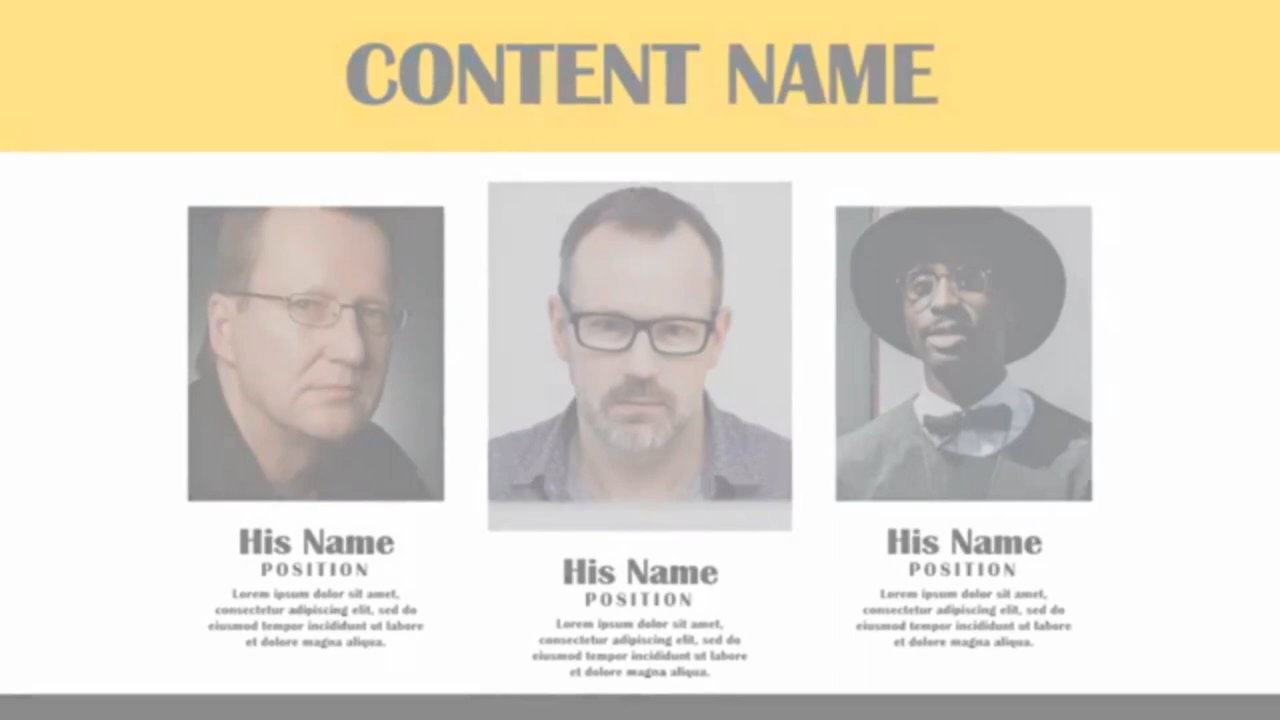 CONTENT NAME
His Name
POSITION
Lorem ipsum dolor sit amet,
consectetur adipiscing elit, sed do
eiusmod tempor incididunt ut labore
et dolore magna aliqua.
His Name
POSITION
Lorem ipsum dolor sit amet,
consectetur adipiscing elit, sed do
eiusmod tempor incididunt ut labore
et dolore magna aliqua.
His Name
POSITION
Lorem ipsum dolor sit amet,
consectetur adipiscing elit, sed do
eiusmod tempor incididunt ut labore
et dolore magna aliqua.